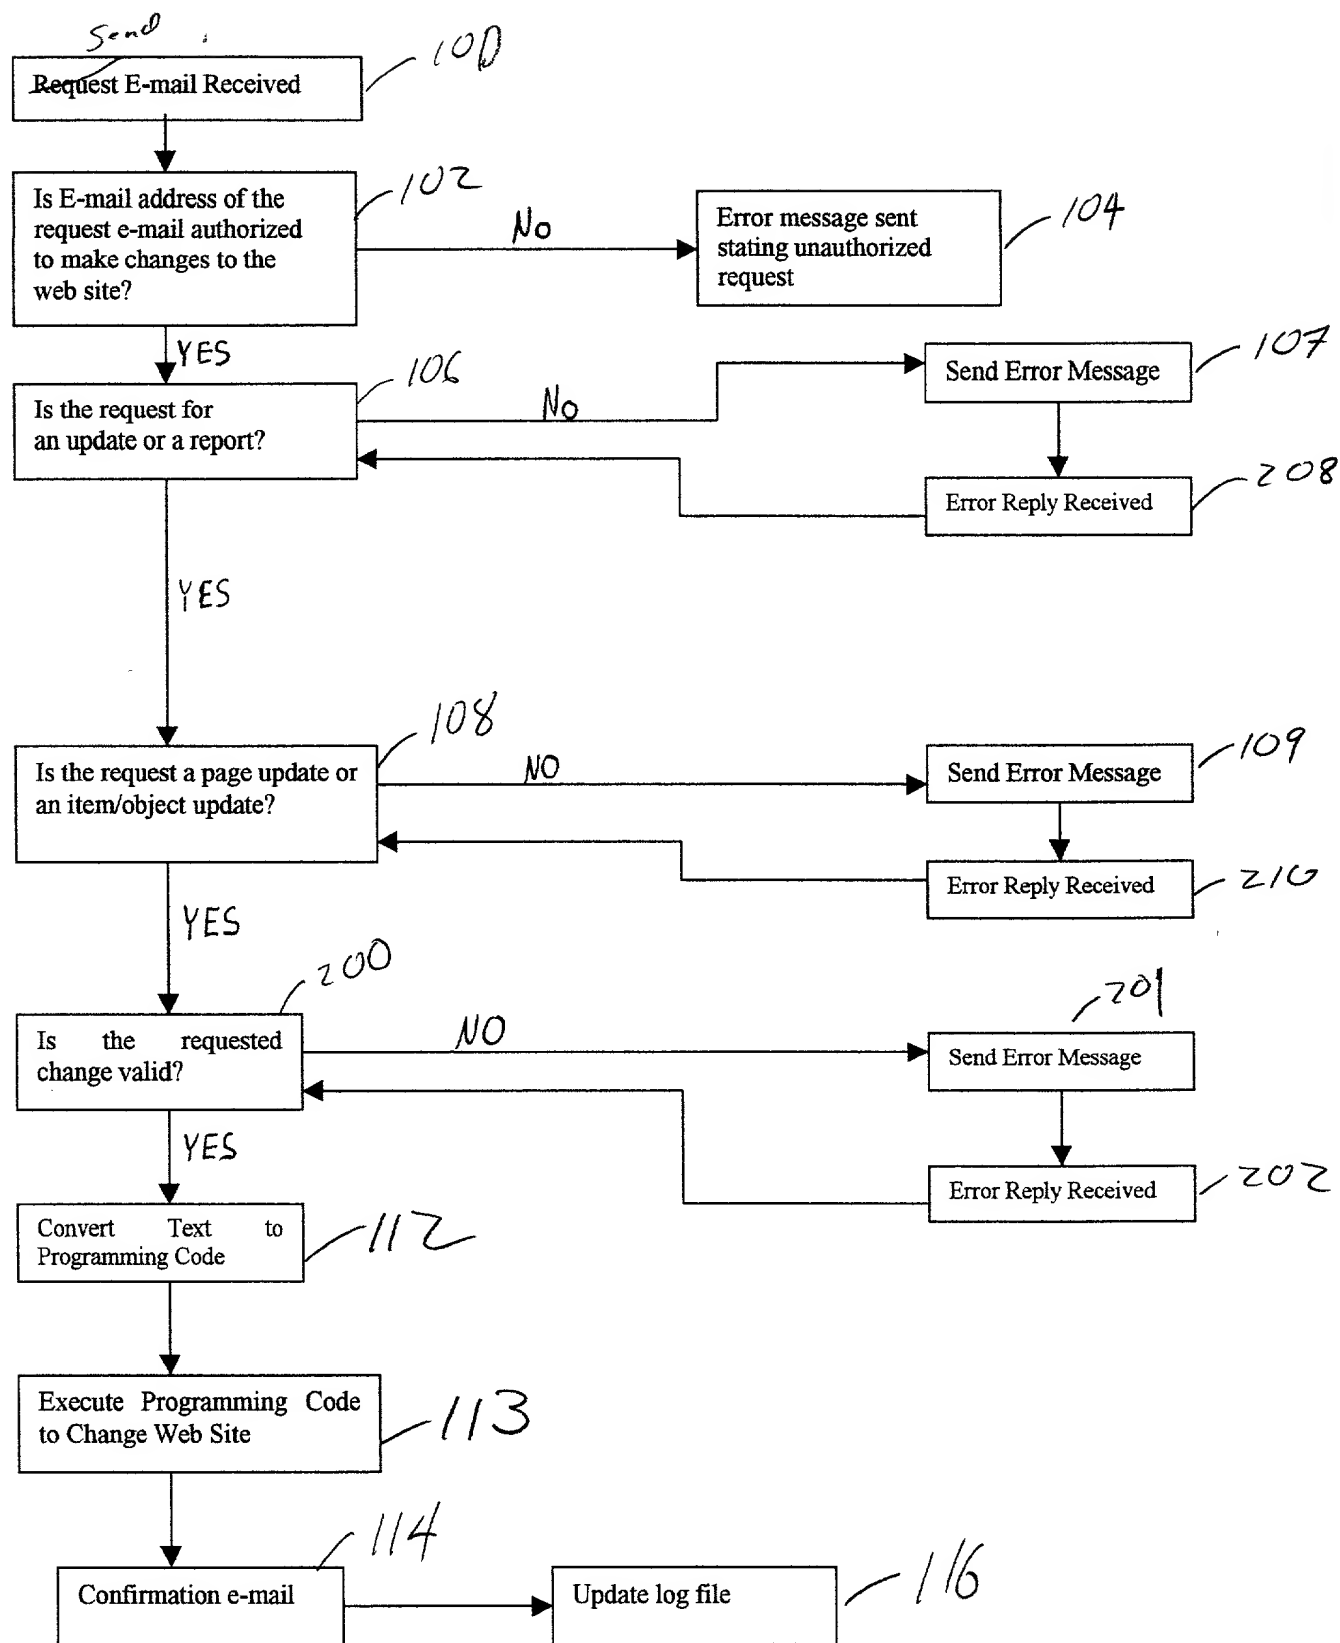 Send
Request E-mail Received
100
Is E-mail address of the
request e-mail authorized
to make changes to the
web site?
102
No
Error message sent
stating unauthorized
request
104
YES
Is the request for
an update or a report?
106
No
Send Error Message
107
Error Reply Received
208
YES
Is the request a page update or
an item/object update?
108
NO
Send Error Message
109
Error Reply Received
210
YES
Is the requested
change valid?
200
NO
Send Error Message
201
Error Reply Received
202
YES
Convert Text to
Programming Code
112
Execute Programming Code
to Change Web Site
113
Confirmation e-mail
114
Update log file
116